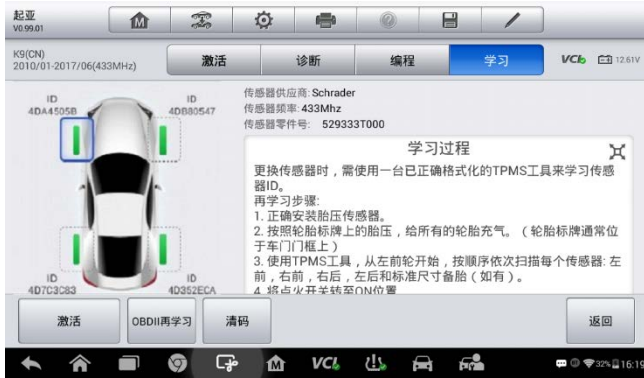 起亚
V0.99.01
K9(CN)
2010/01-2017/06(433MHz)
激活
诊断
编程
学习
VCI
12.61V
ID
4DA4505B
ID
4DB80547
ID
4D7C3C83
ID
4D352ECA
传感器供应商: Schrader
传感器频率: 433Mhz
传感器零件号: 529333T000
学习过程
更换传感器时，需使用一台已正确格式化的TPMS工具来学习传感
器ID。
再学习步骤:
1. 正确安装胎压传感器。
2. 按照轮胎标牌上的胎压，给所有的轮胎充气。（轮胎标牌通常位
于车门门框上）
3. 使用TPMS工具，从左前轮开始，按顺序依次扫描每个传感器: 左
前，右前，右后，左后和标准尺寸备胎（如有）。
4. 将点火开关转至ON位置
激活
OBDII再学习
清码
返回
VCI
32%
16:19